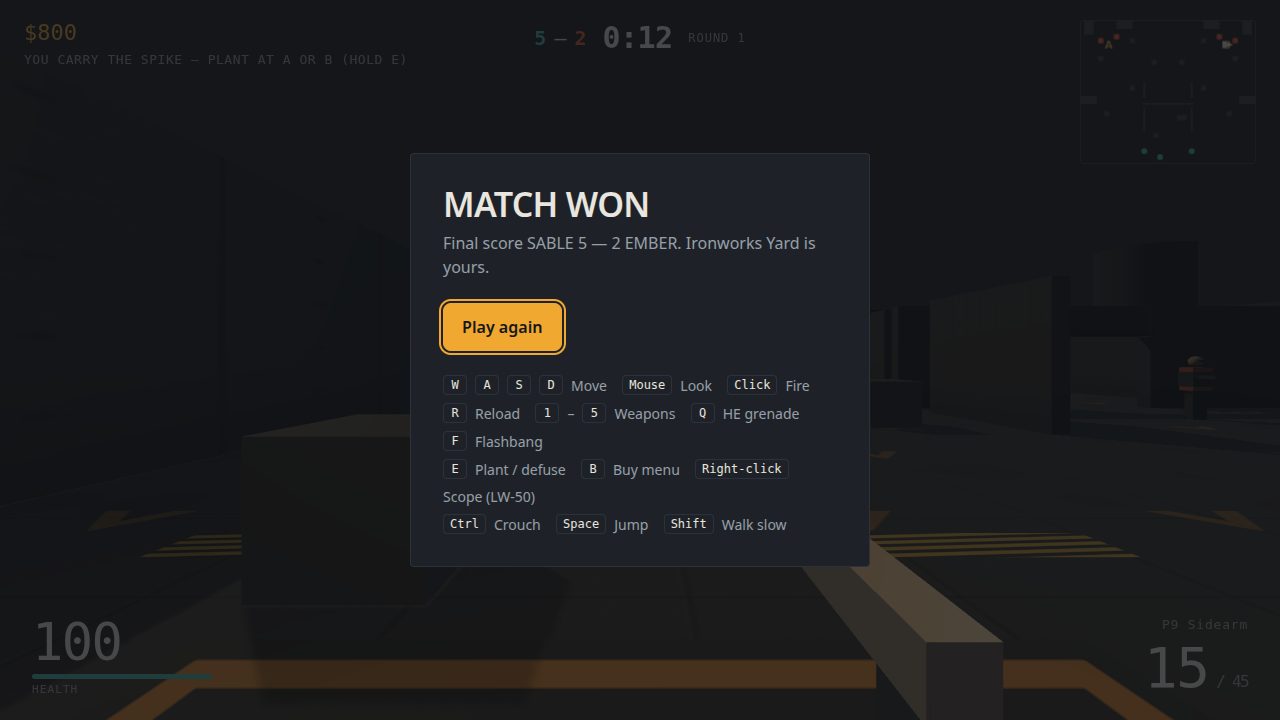 $800
YOU CARRY THE SPIKE — PLANT AT A OR B (HOLD E)
5 — 2 0:12 ROUND 1
A
MATCH WON
Final score SABLE 5 — 2 EMBER. Ironworks Yard is
yours.
Play again
W A S D Move Mouse Look Click Fire
R Reload 1 – 5 Weapons Q HE grenade
F Flashbang
E Plant / defuse B Buy menu Right-click
Scope (LW-50)
Ctrl Crouch Space Jump Shift Walk slow
100
HEALTH
P9 Sidearm
15 / 45